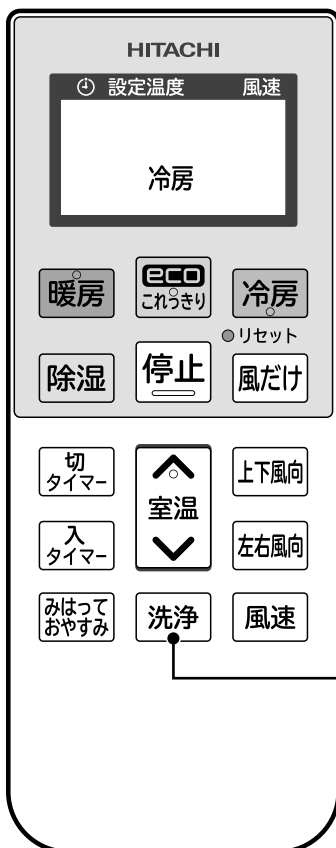 HITACHI
設定温度 風速
冷房
暖房
eco
これっきり
冷房
リセット
除湿
停止
風だけ
切
タイマー
室温
上下風向
入
タイマー
左右風向
みはって
おやすみ
洗浄
風速